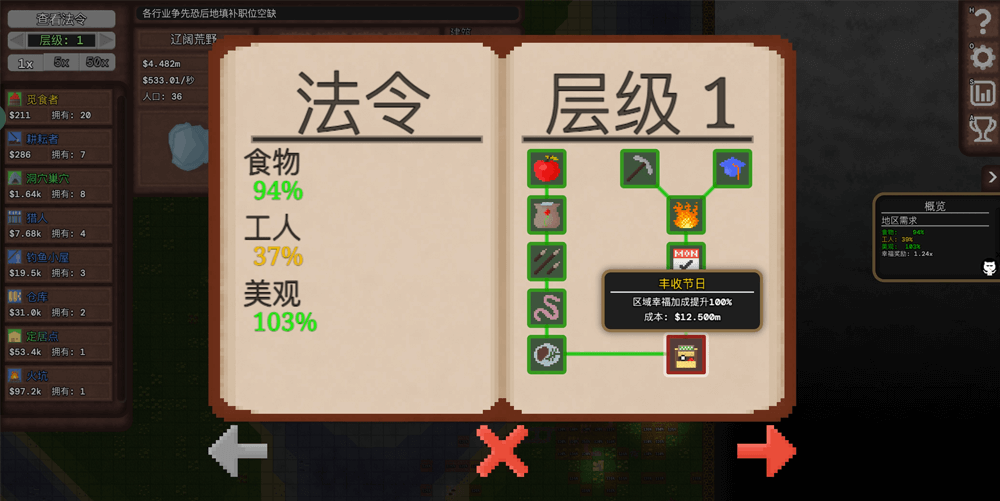 查看法令
层级: 1
1x 5x 50x
觅食者
$211 拥有: 20
耕耘者
$286 拥有: 7
洞穴巢穴
$1.64k 拥有: 8
猎人
$7.68k 拥有: 4
钓鱼小屋
$19.5k 拥有: 3
仓库
$31.0k 拥有: 2
定居点
$53.4k 拥有: 1
火坑
$97.2k 拥有: 1
各行业争先恐后地填补职位空缺
辽阔荒野
$4.482m
$533.01/秒
人口: 36
法令
食物
94%
工人
37%
美观
103%
层级 1
MON
丰收节日
区域幸福加成提升100%
成本: $12.500m
概览
地区需求
食物: 94%
工人: 39%
美观: 103%
幸福奖励: 1.24x